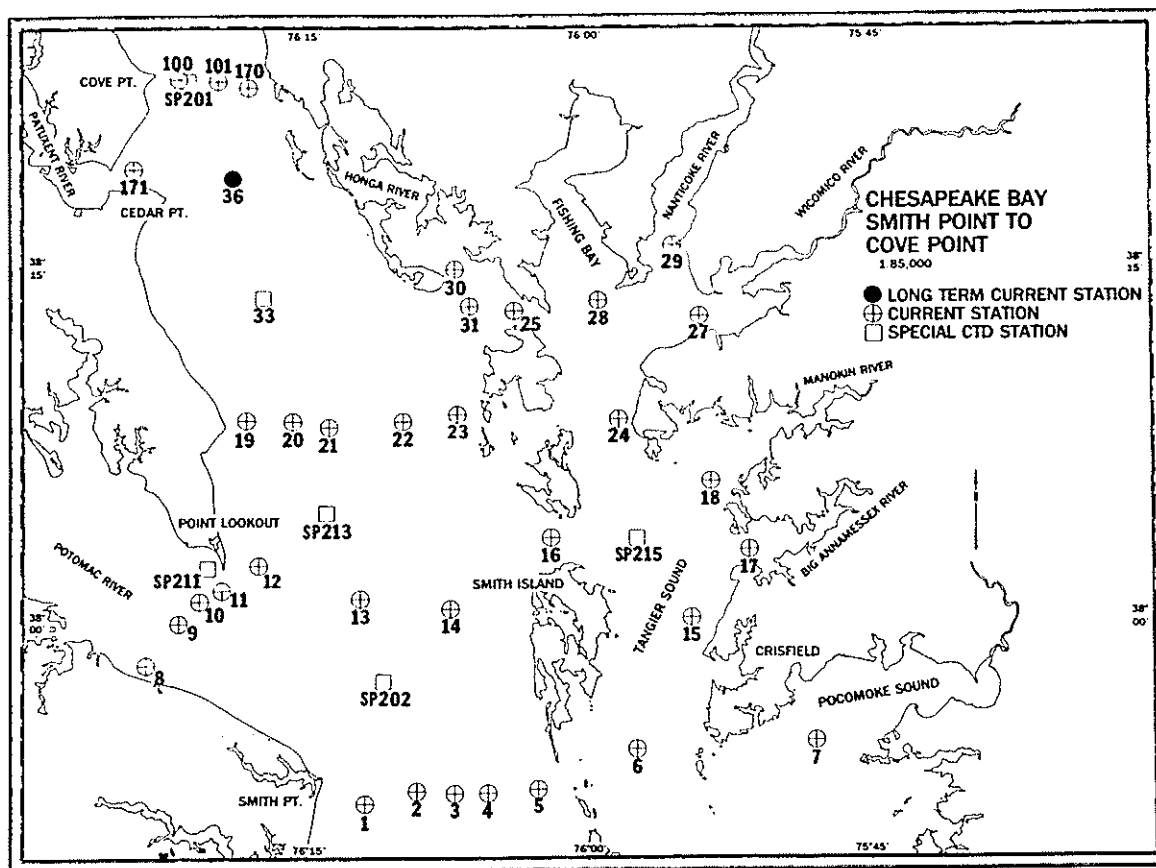 76 15
76 00
75 45
100 101 170
COVE PT.
SP201
PATUXENT RIVER
171
CEDAR PT.
36
HONGA RIVER
FISHING BAY
NANTICOKE RIVER
WICOMICO RIVER
CHESAPEAKE BAY
SMITH POINT TO
COVE POINT
1:85,000
LONG TERM CURRENT STATION
CURRENT STATION
SPECIAL CTD STATION
38
15
38
15
29
30
33
31
25
28
27
MANOKIN RIVER
19
20
21
22
23
24
18
POINT LOOKOUT
SP213
POTOMAC RIVER
SP211
12
16
SP215
17
BIG ANNAMESSEX RIVER
SMITH ISLAND
TANGIER SOUND
11
10
9
13
14
15
38
00
38
00
CRISFIELD
8
SP202
POCOMOKE SOUND
6
7
SMITH PT.
1
2
3
4
5
76 15
76 00
75 45